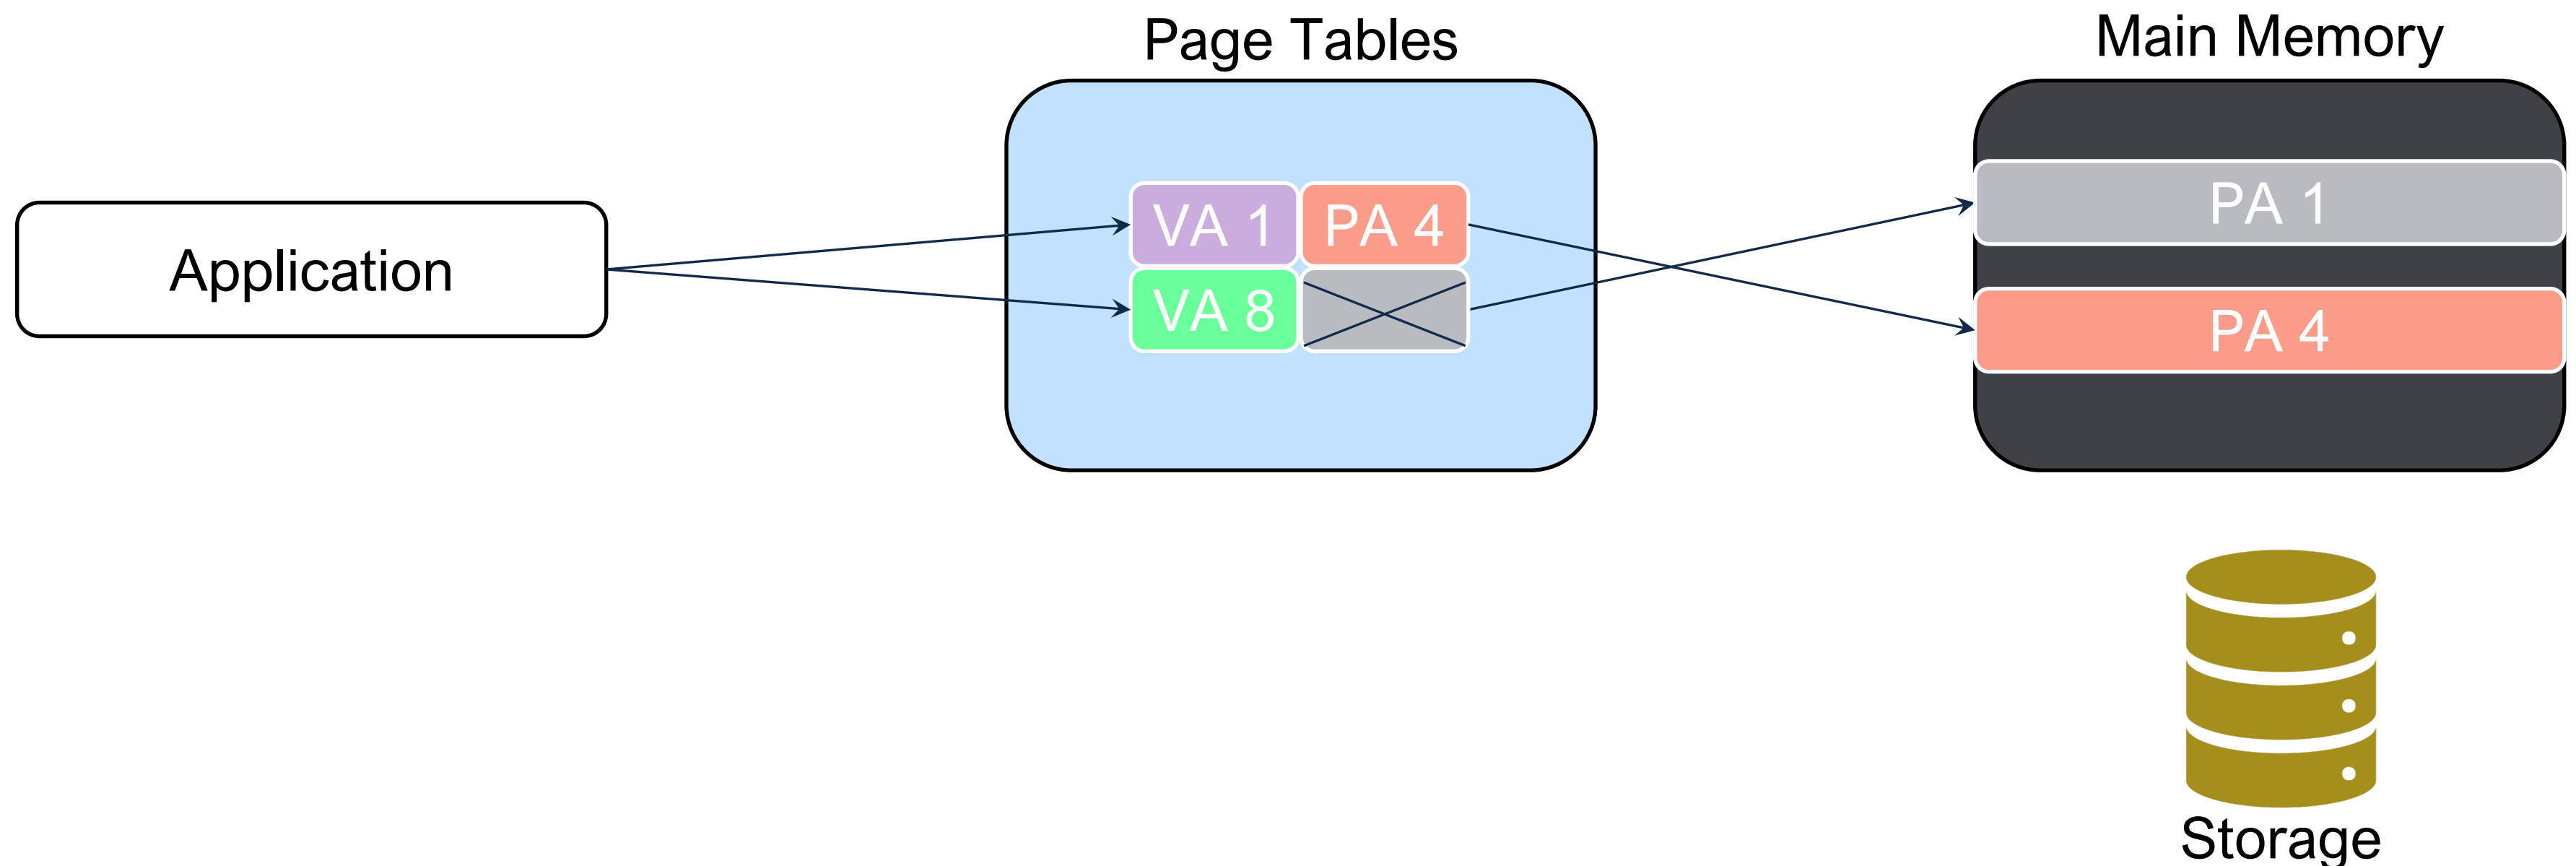 Page Tables
Main Memory
Application
VA 1
PA 4
VA 8
PA 1
PA 4
Storage